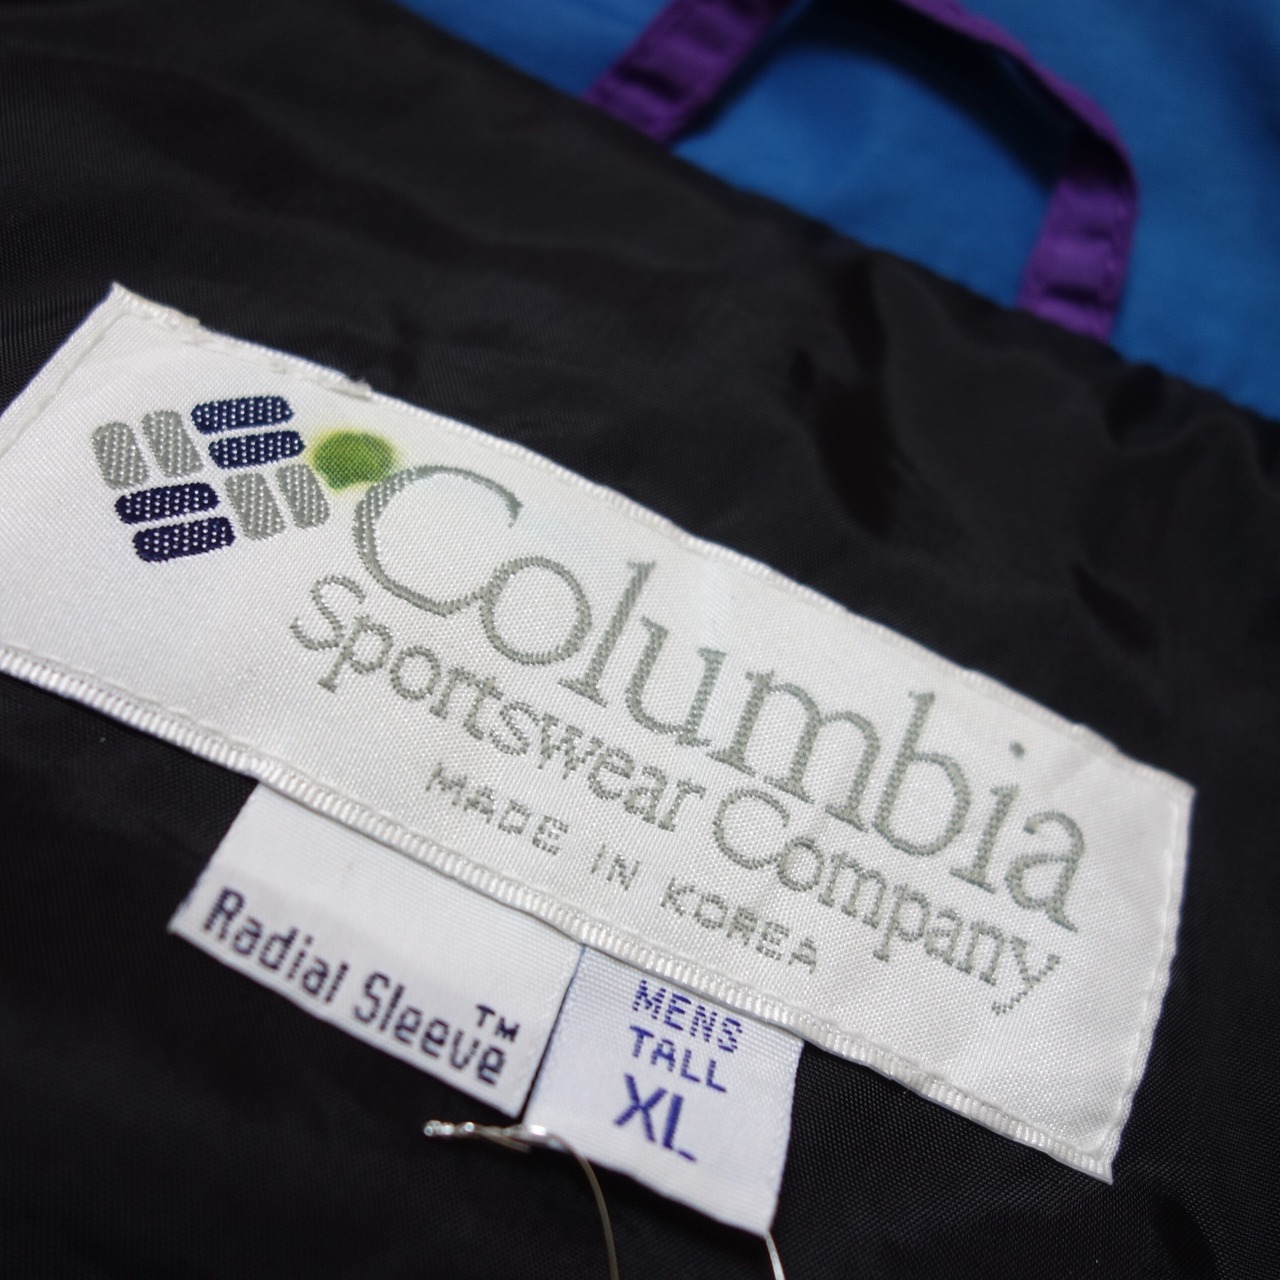 Columbia
Sportswear Company
MADE IN KOREA
Radial Sleeve™
MENS
TALL
XL